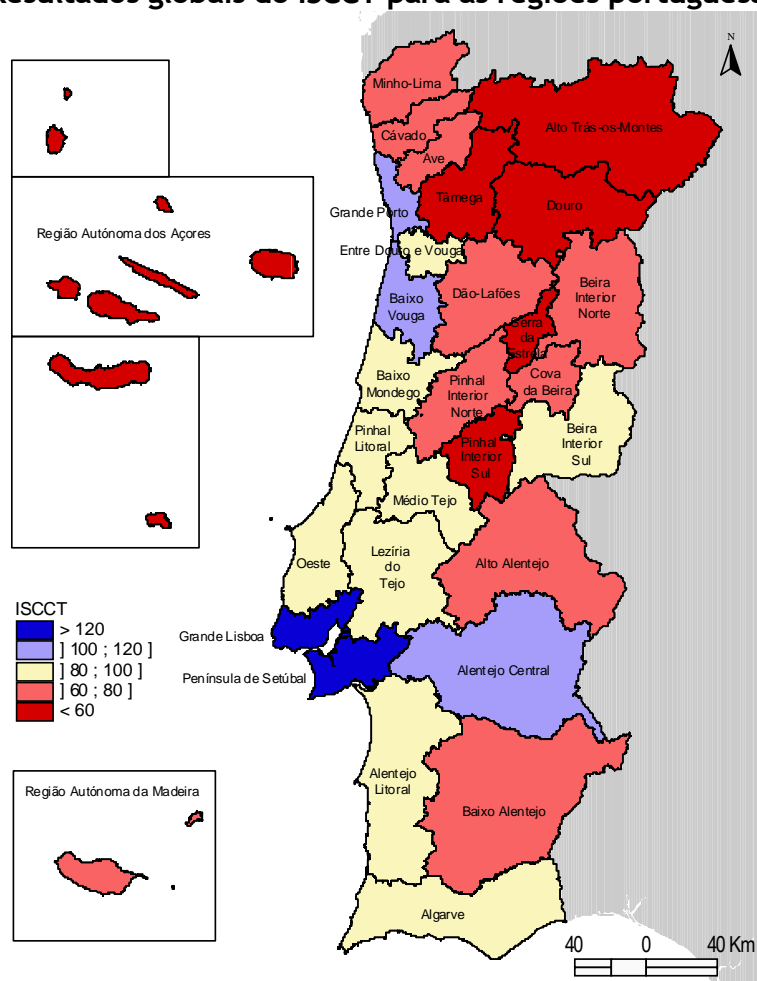 Resultados globais do ISCCT para as regiões portuguesa
N
Minho-Lima
Cávado
Alto Trás-os-Montes
Ave
Tâmega
Douro
Grande Porto
Região Autónoma dos Açores
Entre Douro e Vouga
Baixo
Vouga
Dão-Lafões
Beira
Interior
Norte
Serra
da
Estrela
Baixo
Mondego
Pinhal
Interior
Norte
Cova
da Beira
Pinhal
Litoral
Pinhal
Interior
Sul
Beira
Interior
Sul
Médio Tejo
Oeste
Lezíria
do
Tejo
Alto Alentejo
ISCCT
> 120
] 100 ; 120 ]
] 80 ; 100 ]
] 60 ; 80 ]
< 60
Grande Lisboa
Península de Setúbal
Alentejo Central
Região Autónoma da Madeira
Alentejo
Litoral
Baixo Alentejo
Algarve
40 0 40 Km